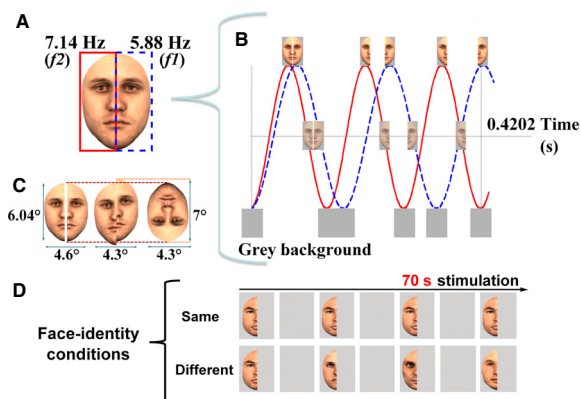 A
7.14 Hz
(f2)
5.88 Hz
(f1)
B
0.4202 Time
(s)
Grey background
C
6.04°
7°
4.6°
4.3°
4.3°
D
70 s stimulation
Face-identity
conditions
Same
Different